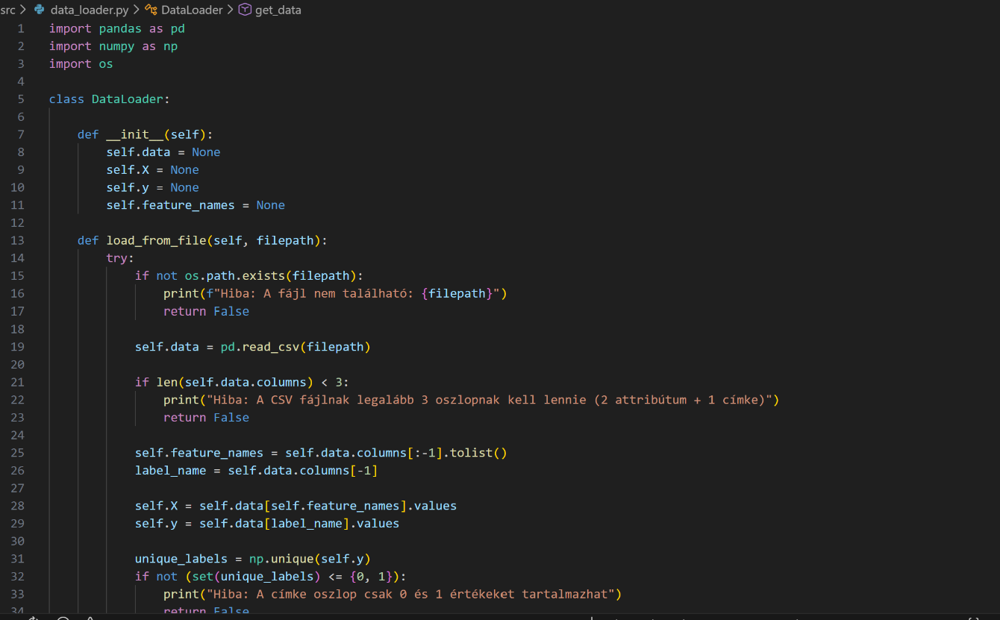 src > data_loader.py > DataLoader > get_data
1 import pandas as pd
2 import numpy as np
3 import os
4
5 class DataLoader:
6
7     def __init__(self):
8         self.data = None
9         self.X = None
10         self.y = None
11         self.feature_names = None
12
13     def load_from_file(self, filepath):
14         try:
15             if not os.path.exists(filepath):
16                 print(f"Hiba: A fájl nem található: {filepath}")
17                 return False
18
19             self.data = pd.read_csv(filepath)
20
21             if len(self.data.columns) < 3:
22                 print("Hiba: A CSV fájlnak legalább 3 oszlopnak kell lennie (2 attribútum + 1 címke)")
23                 return False
24
25             self.feature_names = self.data.columns[:-1].tolist()
26             label_name = self.data.columns[-1]
27
28             self.X = self.data[self.feature_names].values
29             self.y = self.data[label_name].values
30
31             unique_labels = np.unique(self.y)
32             if not (set(unique_labels) <= {0, 1}):
33                 print("Hiba: A címke oszlop csak 0 és 1 értékeket tartalmazhat")
34                 return False